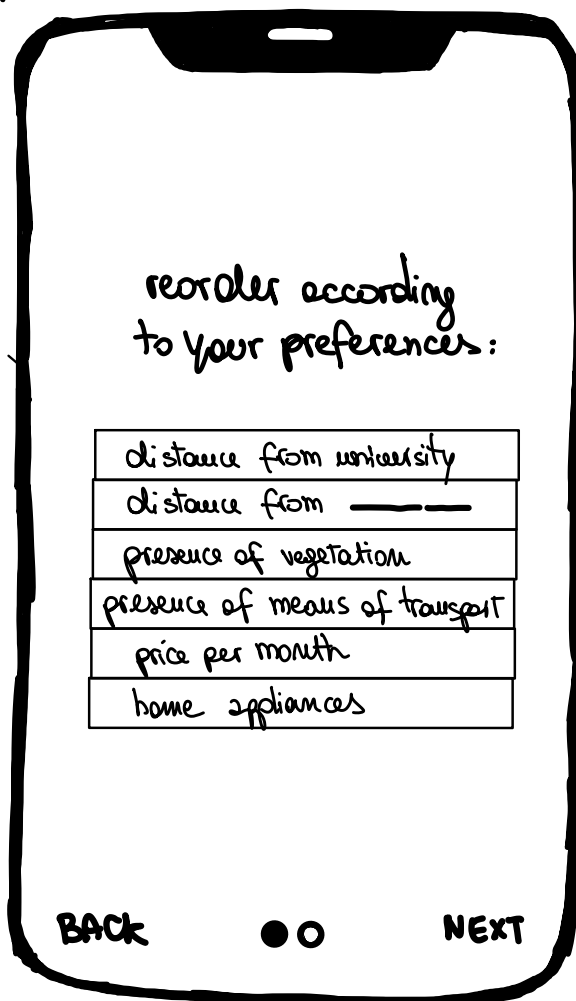 reorder according
to your preferences:
distance from university
distance from
presence of vegetation
presence of means of transport
price per month
home appliances
BACK
NEXT